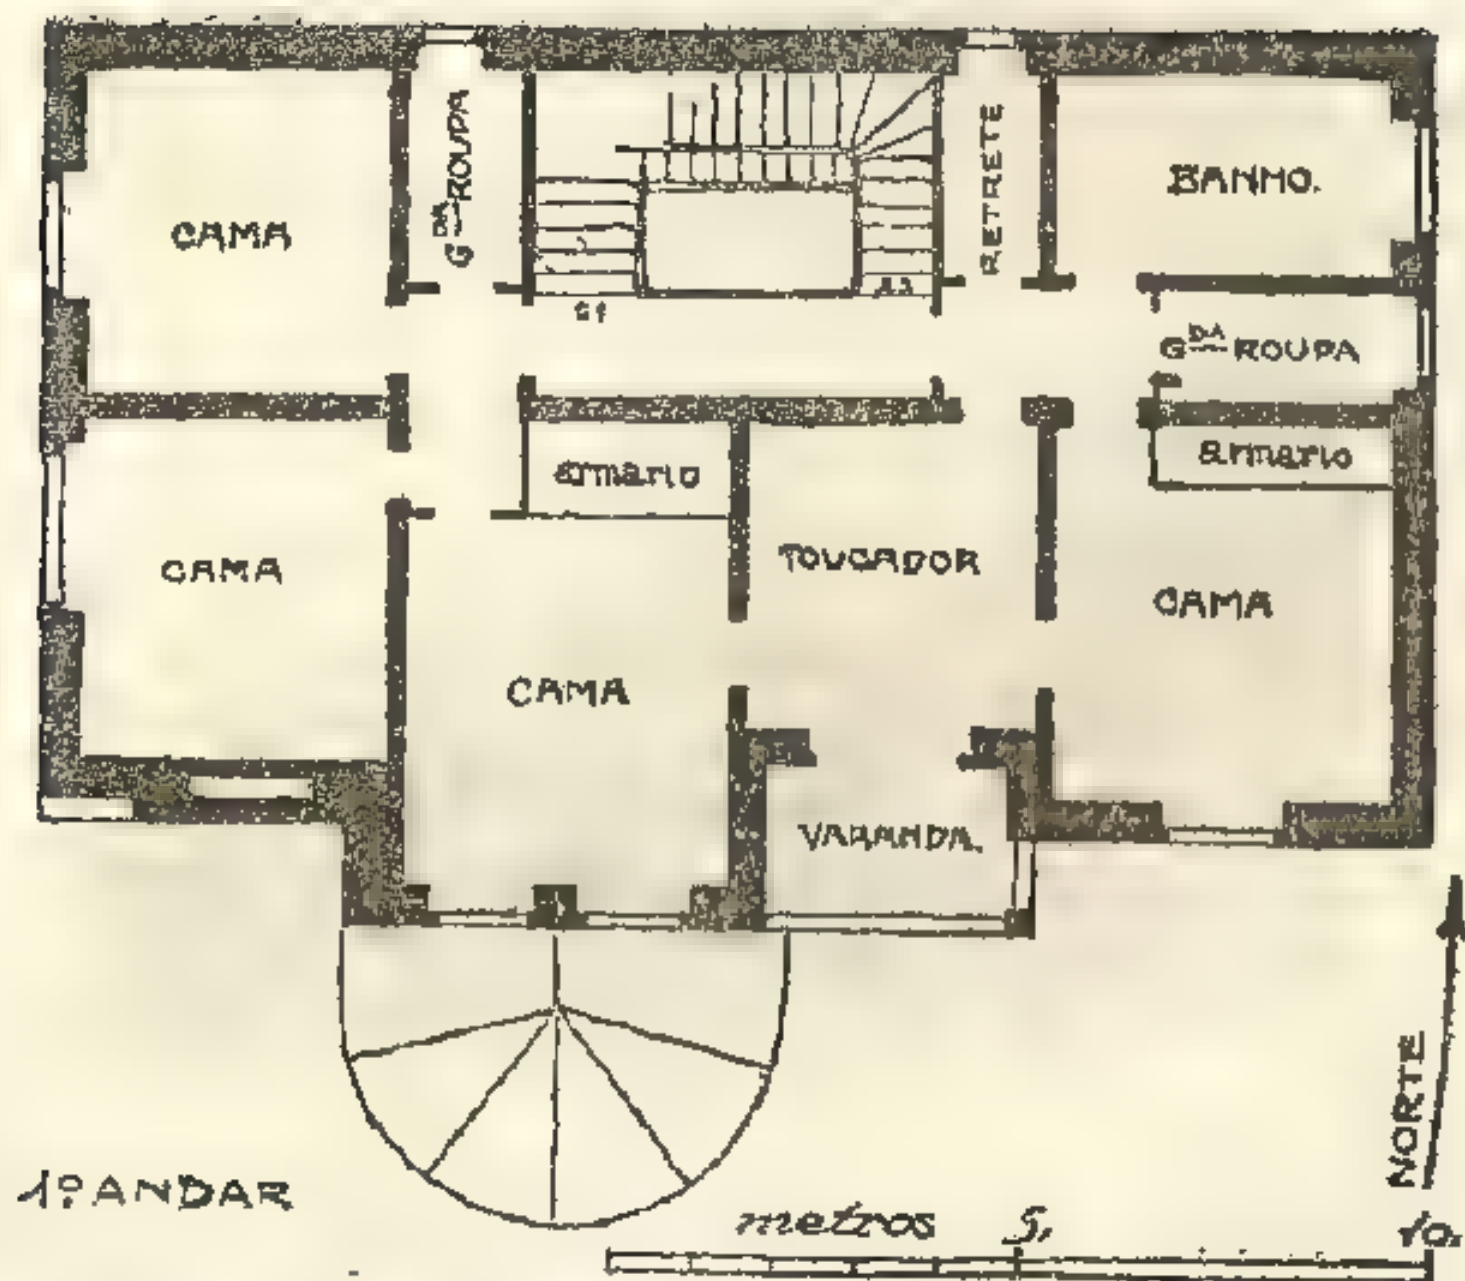 CAMA
G.DA ROUPA
RETRETE
BANHO.
GDA ROUPA
armario
armario
CAMA
TOUCADOR
CAMA
CAMA
VARANDA.
NORTE
1º ANDAR
metros 5, 10.